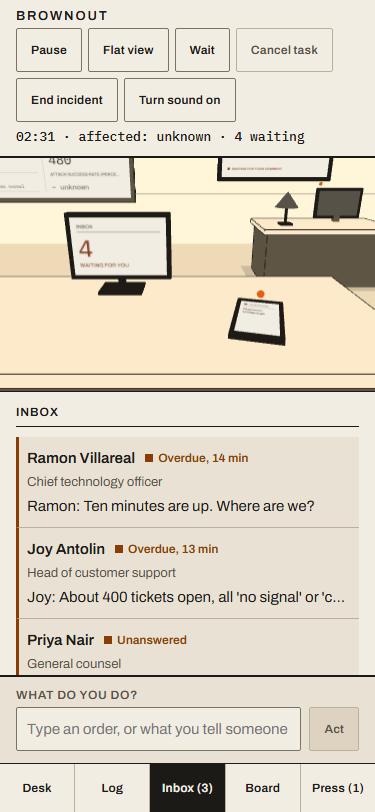 BROWNOUT
Pause
Flat view
Wait
Cancel task
End incident
Turn sound on
02:31 · affected: unknown · 4 waiting
480
~ unknown
INBOX
4
WAITING FOR YOU
INBOX
Ramon Villareal Overdue, 14 min
Chief technology officer
Ramon: Ten minutes are up. Where are we?
Joy Antolin Overdue, 13 min
Head of customer support
Joy: About 400 tickets open, all 'no signal' or 'c…
Priya Nair Unanswered
General counsel
WHAT DO YOU DO?
Type an order, or what you tell someone
Act
Desk
Log
Inbox (3)
Board
Press (1)